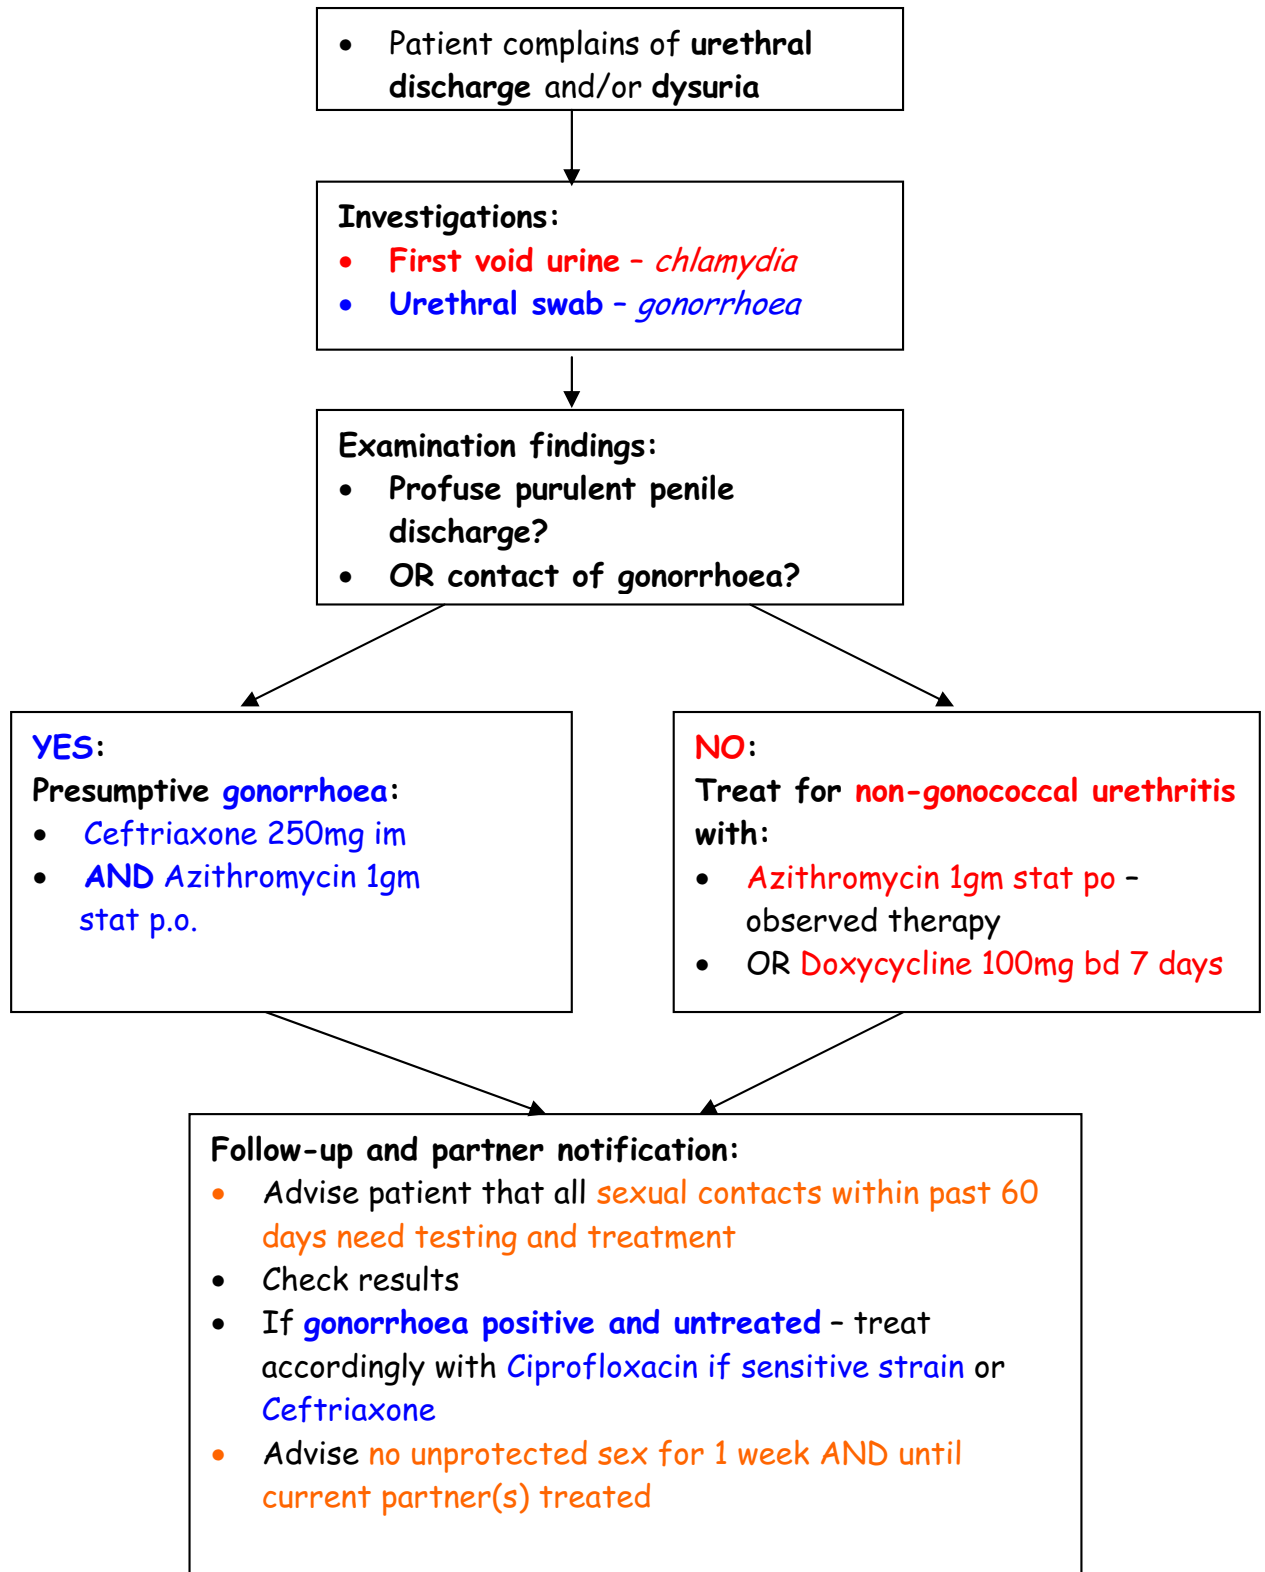 • Patient complains of urethral
discharge and/or dysuria
Investigations:
• First void urine – chlamydia
• Urethral swab – gonorrhoea
Examination findings:
• Profuse purulent penile
discharge?
• OR contact of gonorrhoea?
YES:
Presumptive gonorrhoea:
• Ceftriaxone 250mg im
• AND Azithromycin 1gm
stat p.o.
NO:
Treat for non-gonococcal urethritis
with:
• Azithromycin 1gm stat po –
observed therapy
• OR Doxycycline 100mg bd 7 days
Follow-up and partner notification:
• Advise patient that all sexual contacts within past 60
days need testing and treatment
• Check results
• If gonorrhoea positive and untreated – treat
accordingly with Ciprofloxacin if sensitive strain or
Ceftriaxone
• Advise no unprotected sex for 1 week AND until
current partner(s) treated